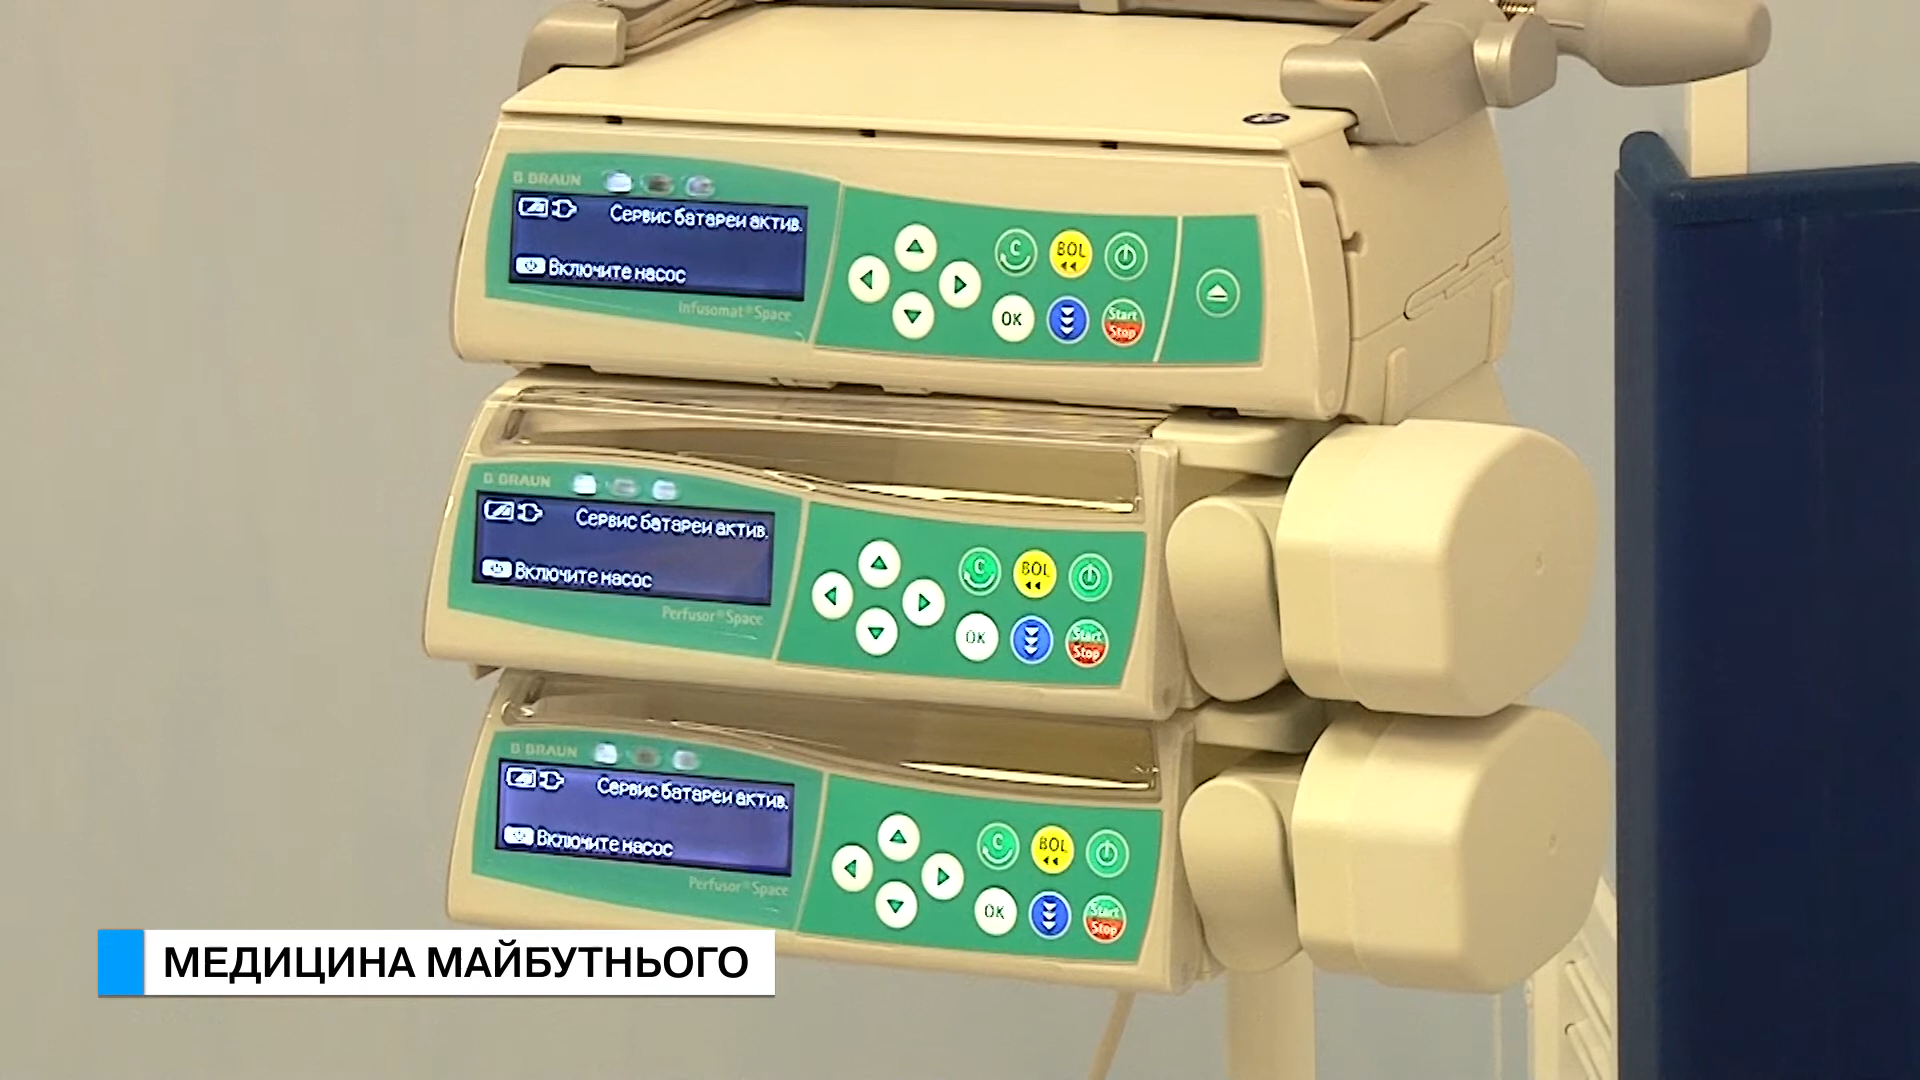 B BRAUN
Сервис батареи актив.
Включите насос
Infusomat®Space
C
BOL
OK
Start
Stop
B BRAUN
Сервис батареи актив.
Включите насос
Perfusor®Space
C
BOL
OK
Start
Stop
B BRAUN
Сервис батареи актив.
Включите насос
Perfusor®Space
C
BOL
OK
Start
Stop
МЕДИЦИНА МАЙБУТНЬОГО